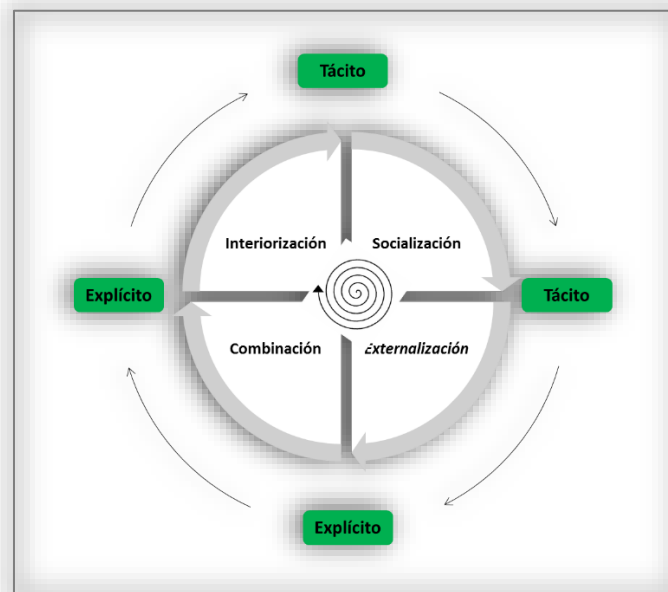 Tácito
Interiorización
Socialización
Explícito
Tácito
Combinación
Externalización
Explícito